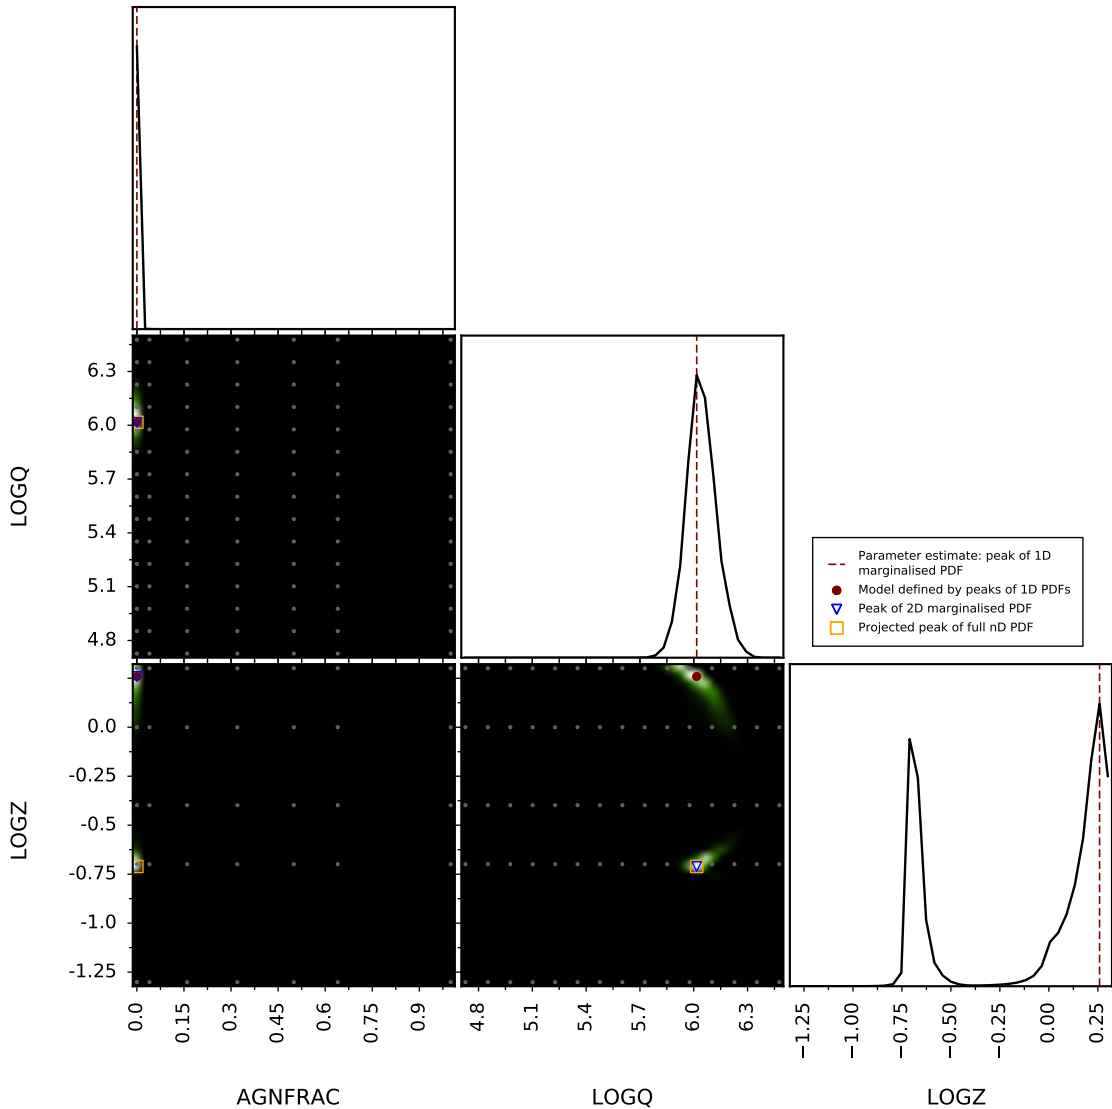 6.3
6.0
5.7
5.4
5.1
4.8
LOGQ
Parameter estimate: peak of 1D
marginalised PDF
Model defined by peaks of 1D PDFs
Peak of 2D marginalised PDF
Projected peak of full nD PDF
0.0
-0.25
-0.5
-0.75
-1.0
-1.25
LOGZ
0.0 0.15 0.3 0.45 0.6 0.75 0.9
4.8 5.1 5.4 5.7 6.0 6.3
−1.25 −1.00 −0.75 −0.50 −0.25 0.00 0.25
AGNFRAC LOGQ LOGZ